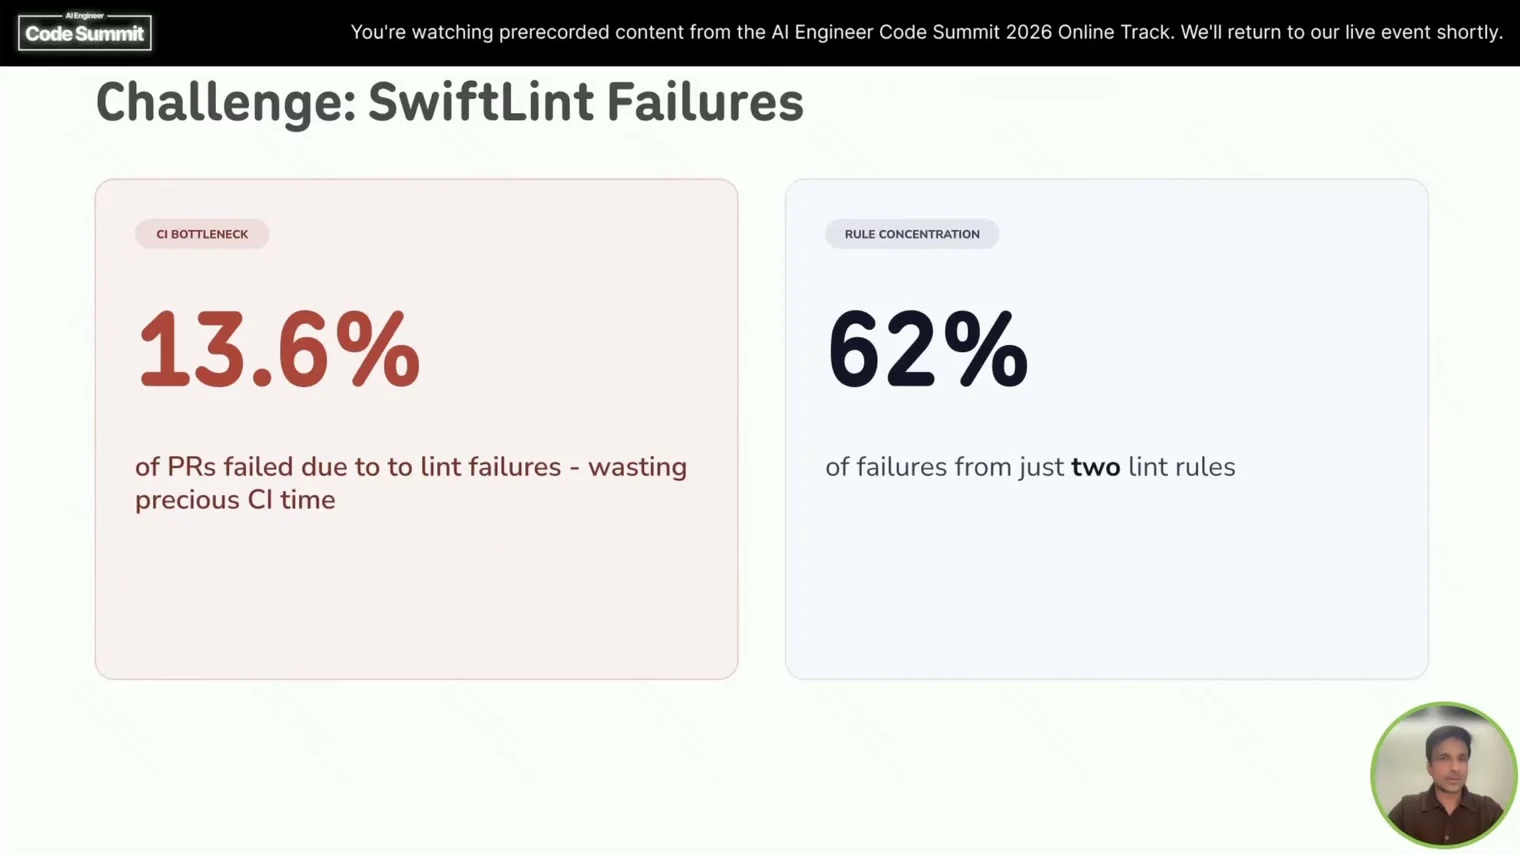 AI Engineer
Code Summit
You're watching prerecorded content from the AI Engineer Code Summit 2026 Online Track. We'll return to our live event shortly.
Challenge: SwiftLint Failures
CI BOTTLENECK
13.6%
of PRs failed due to to lint failures - wasting
precious CI time
RULE CONCENTRATION
62%
of failures from just two lint rules